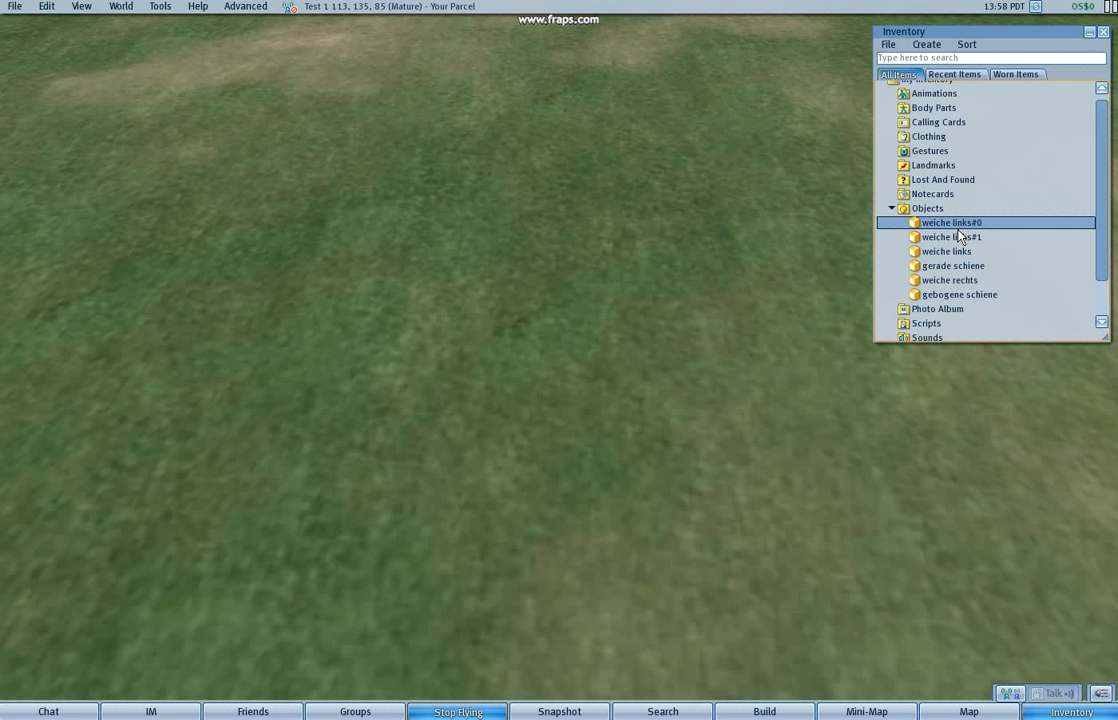 File Edit View World Tools Help Advanced Test 1 113, 135, 85 (Mature) - Your Parcel 13:58 PDT OS$0
www.fraps.com
Inventory
File Create Sort
Type here to search
All Items Recent Items Worn Items
My Inventory
Animations
Body Parts
Calling Cards
Clothing
Gestures
Landmarks
Lost And Found
Notecards
Objects
weiche links#0
weiche links#1
weiche links
gerade schiene
weiche rechts
gebogene schiene
Photo Album
Scripts
Sounds
Talk
Chat IM Friends Groups Stop Flying Snapshot Search Build Mini-Map Map Inventory